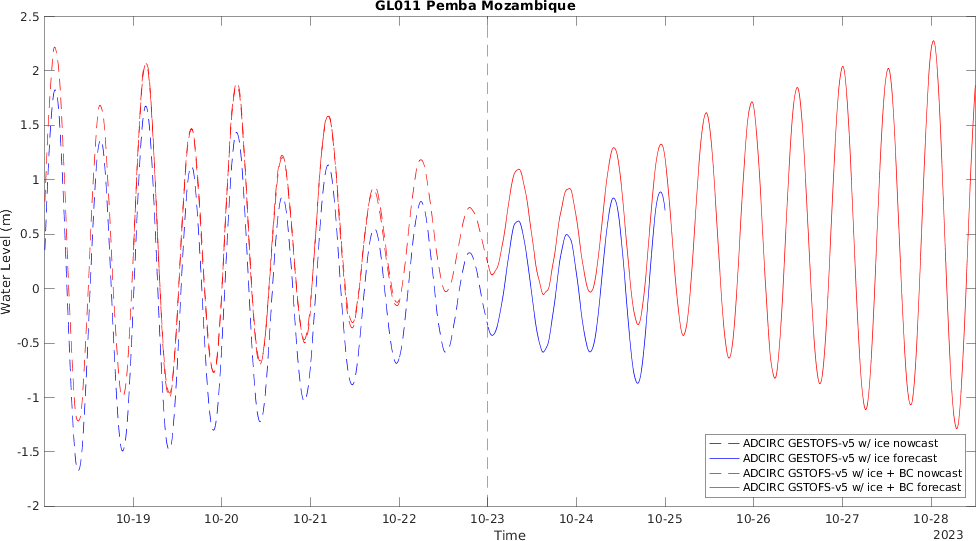 GL011 Pemba Mozambique
2.5
2
1.5
1
0.5
0
-0.5
-1
-1.5
-2
Water Level (m)
10-19 10-20 10-21 10-22 10-23 10-24 10-25 10-26 10-27 10-28
Time
2023
ADCIRC GESTOFS-v5 w/ ice nowcast
ADCIRC GESTOFS-v5 w/ ice forecast
ADCIRC GSTOFS-v5 w/ ice + BC nowcast
ADCIRC GSTOFS-v5 w/ ice + BC forecast